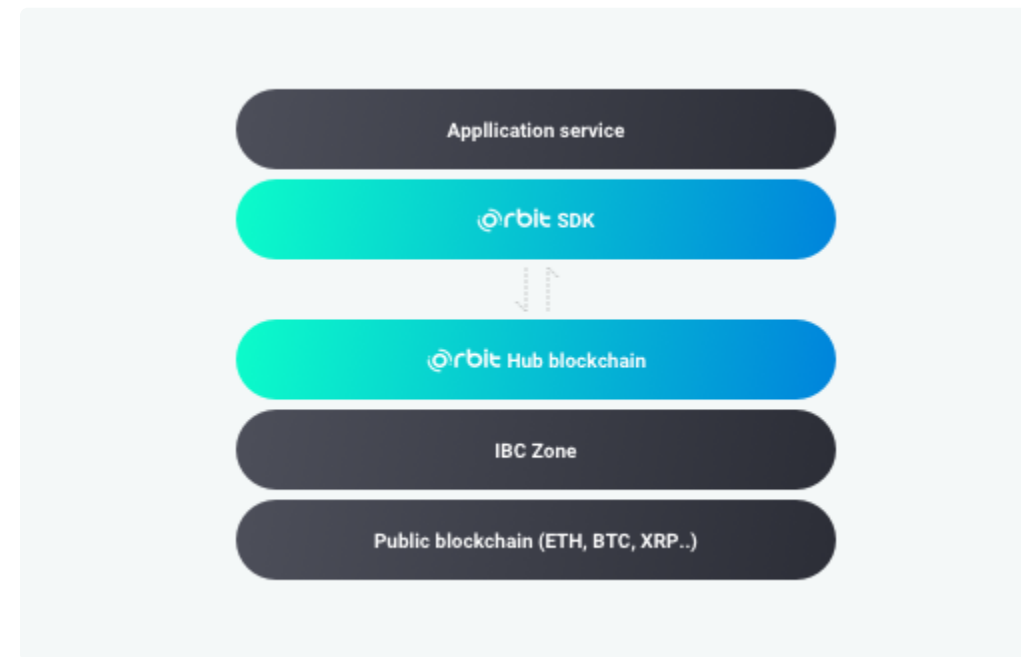 Appllication service
Orbit SDK
Orbit Hub blockchain
IBC Zone
Public blockchain (ETH, BTC, XRP..)